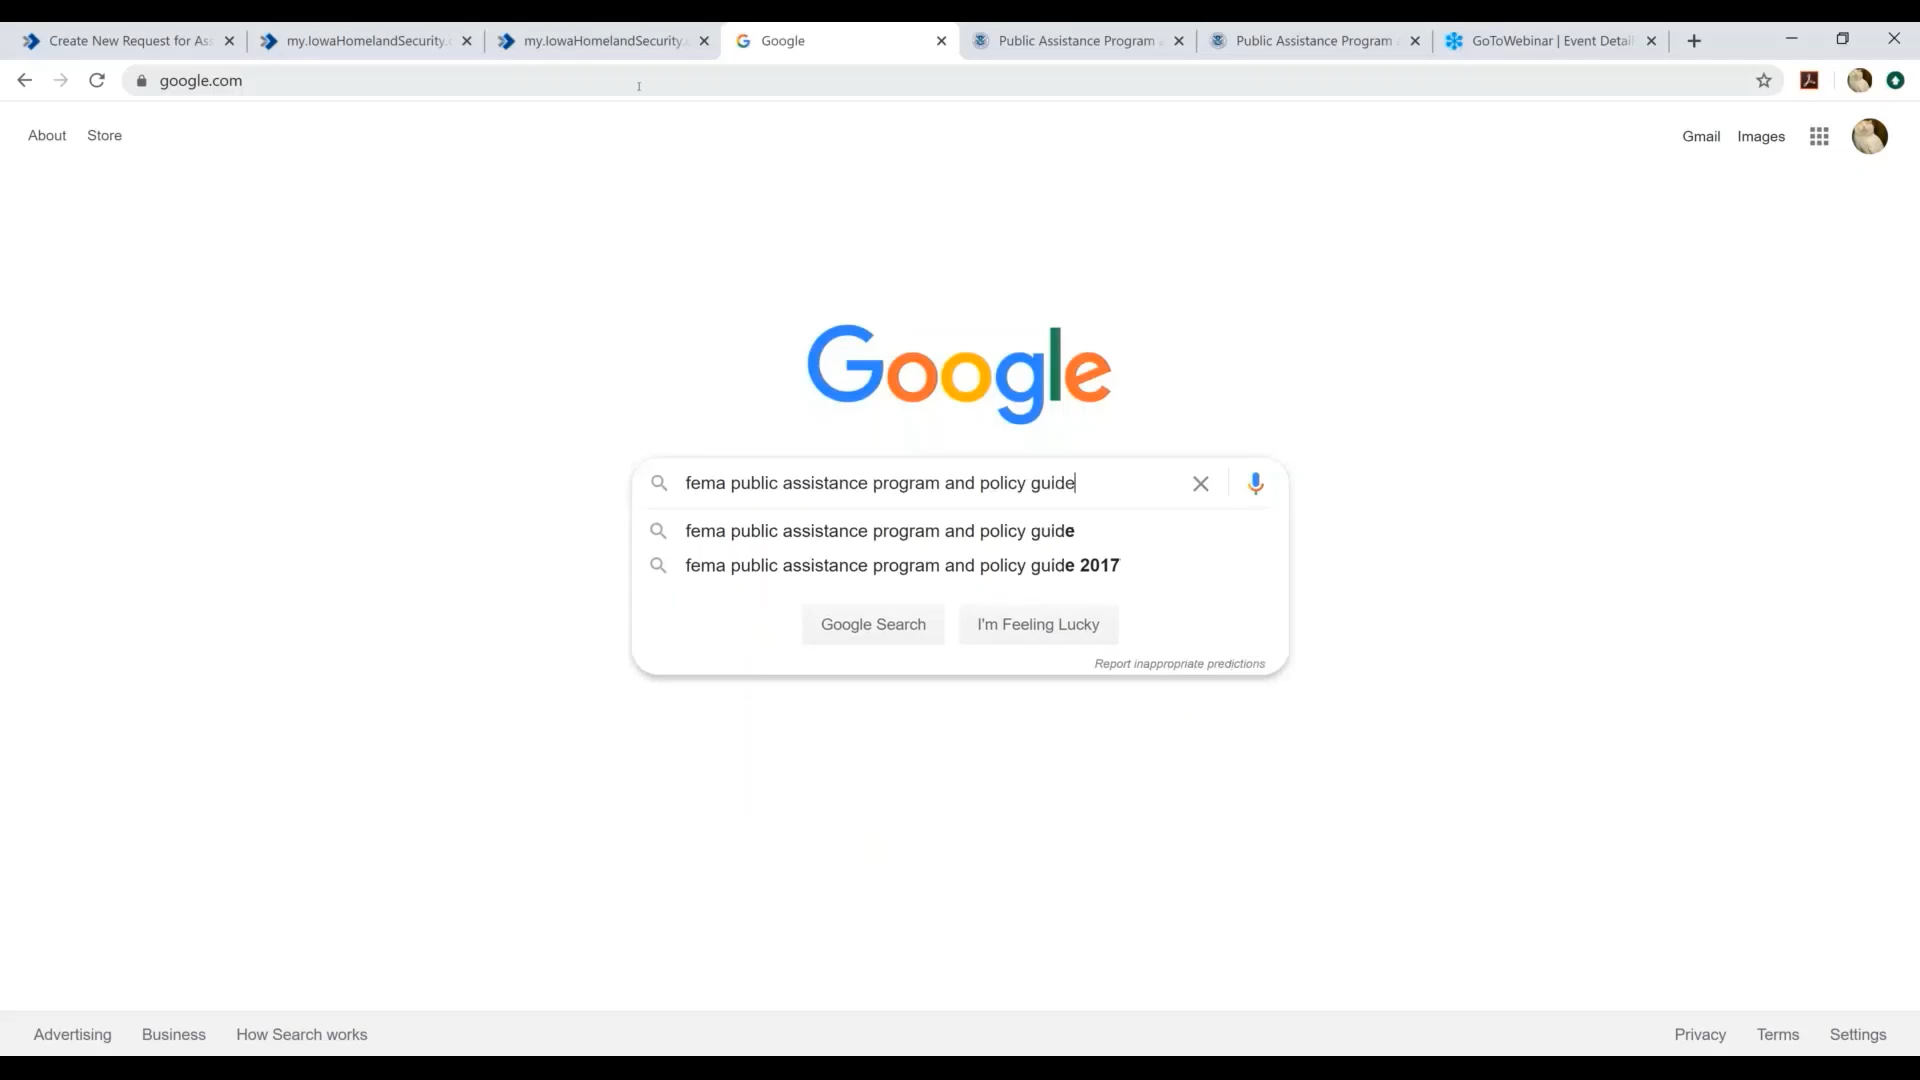 Create New Request for Ass
my.IowaHomelandSecurity.
my.IowaHomelandSecurity.
Google
Public Assistance Program
Public Assistance Program
GoToWebinar | Event Detail
google.com
About
Store
Gmail
Images
Google
fema public assistance program and policy guide
fema public assistance program and policy guide
fema public assistance program and policy guide 2017
Google Search
I'm Feeling Lucky
Report inappropriate predictions
Advertising
Business
How Search works
Privacy
Terms
Settings